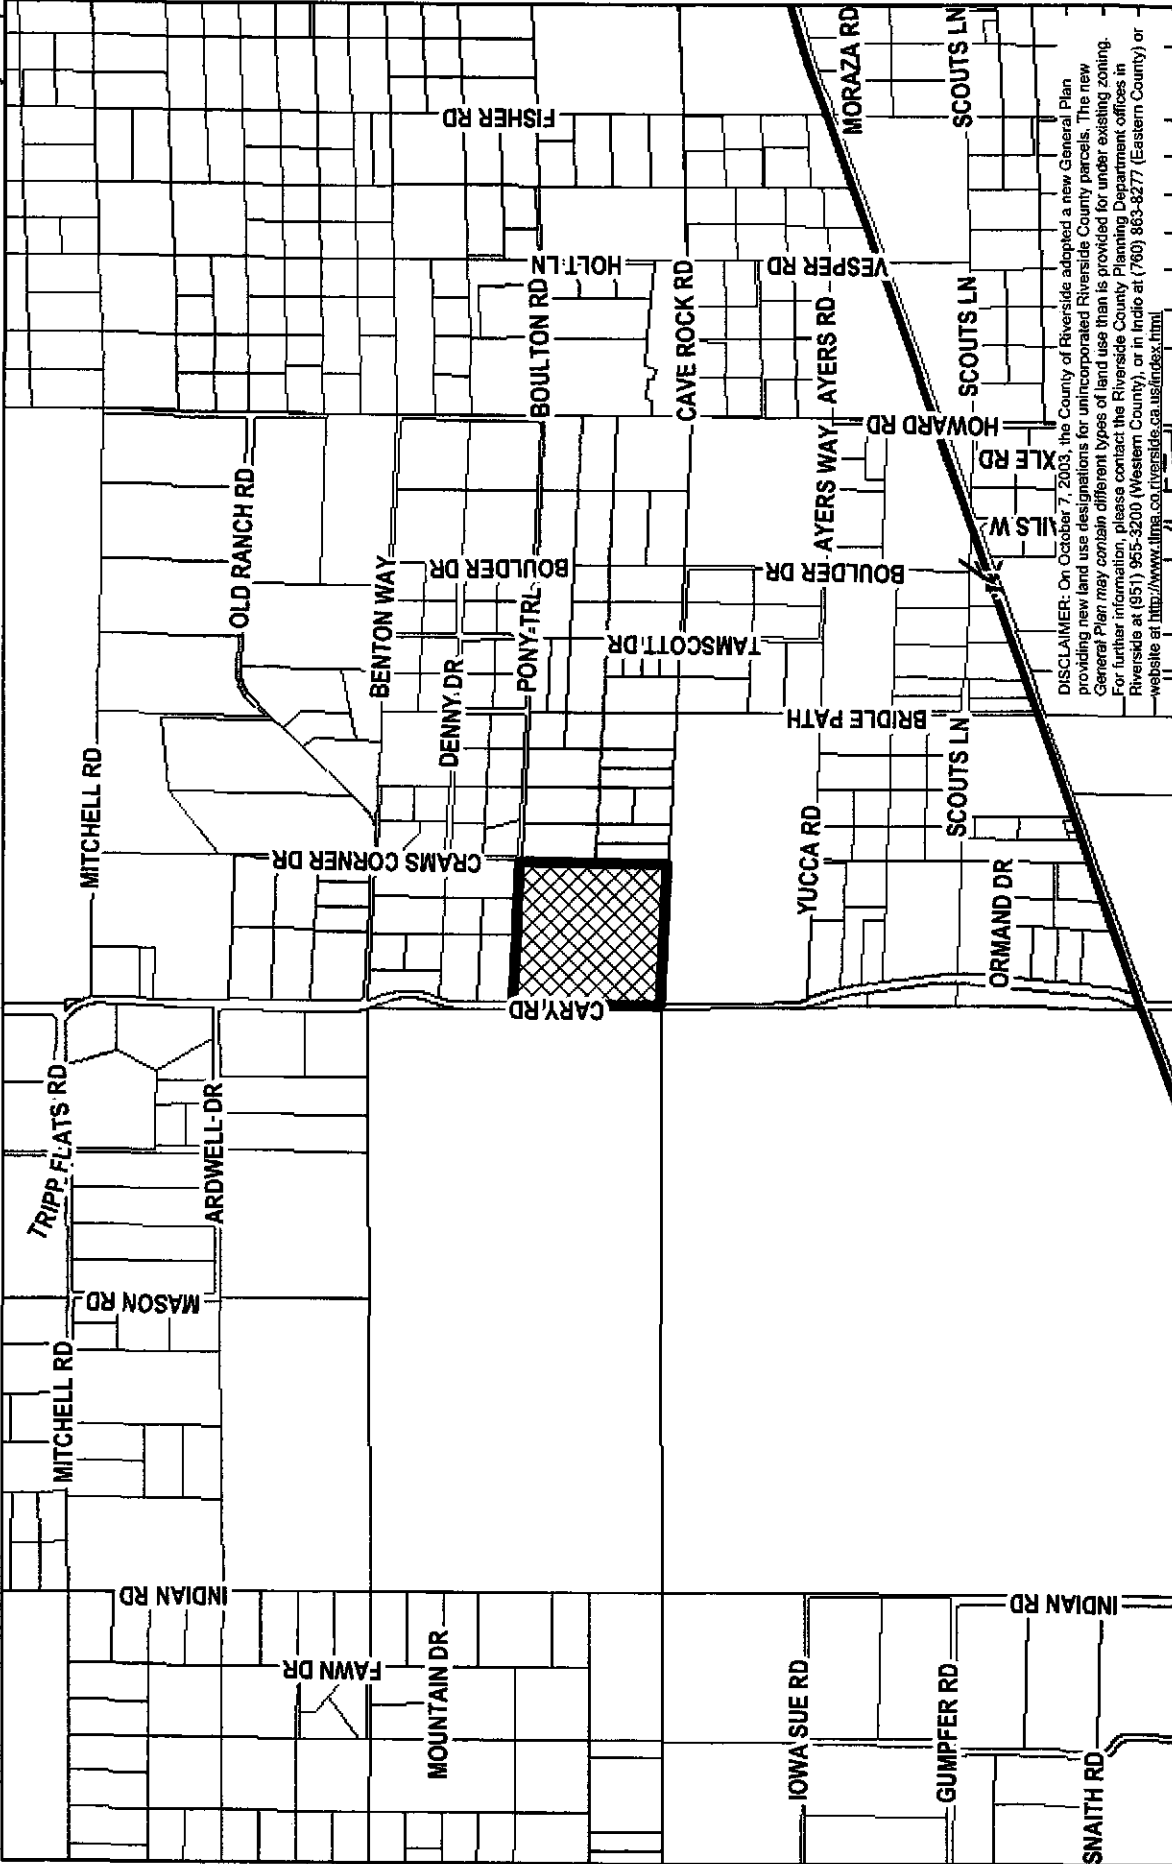 MITCHELL RD
TRIPP FLATS RD
MASON RD
ARDWELL DR
MITCHELL RD
INDIAN RD
FAWN DR
MOUNTAIN DR
OLD RANCH RD
BENTON WAY
CRAMS CORNER DR
DENNY DR
PONY TRL
BOULDER DR
BOULTON RD
HOLT LN
FISHER RD
CAVE ROCK RD
TAMSCOTT DR
CARY RD
VESPER RD
AYERS RD
AYERS WAY
BOULDER DR
BRIDLE PATH
YUCCA RD
HOWARD RD
MORAZA RD
SCOUTS LN
SCOUTS LN
SCOUTS LN
XLE RD
AILS W
ORMAND DR
IOWA SUE RD
GUMPFER RD
INDIAN RD
SNAITH RD
DISCLAIMER: On October 7, 2003, the County of Riverside adopted a new General Plan
providing new land use designations for unincorporated Riverside County parcels. The new
General Plan may contain different types of land use than is provided for under existing zoning.
For further information, please contact the Riverside County Planning Department offices in
Riverside at (951) 955-3200 (Western County), or in Indio at (760) 863-8277 (Eastern County) or
website at http://www.tlma.co.riverside.ca.us/index.html